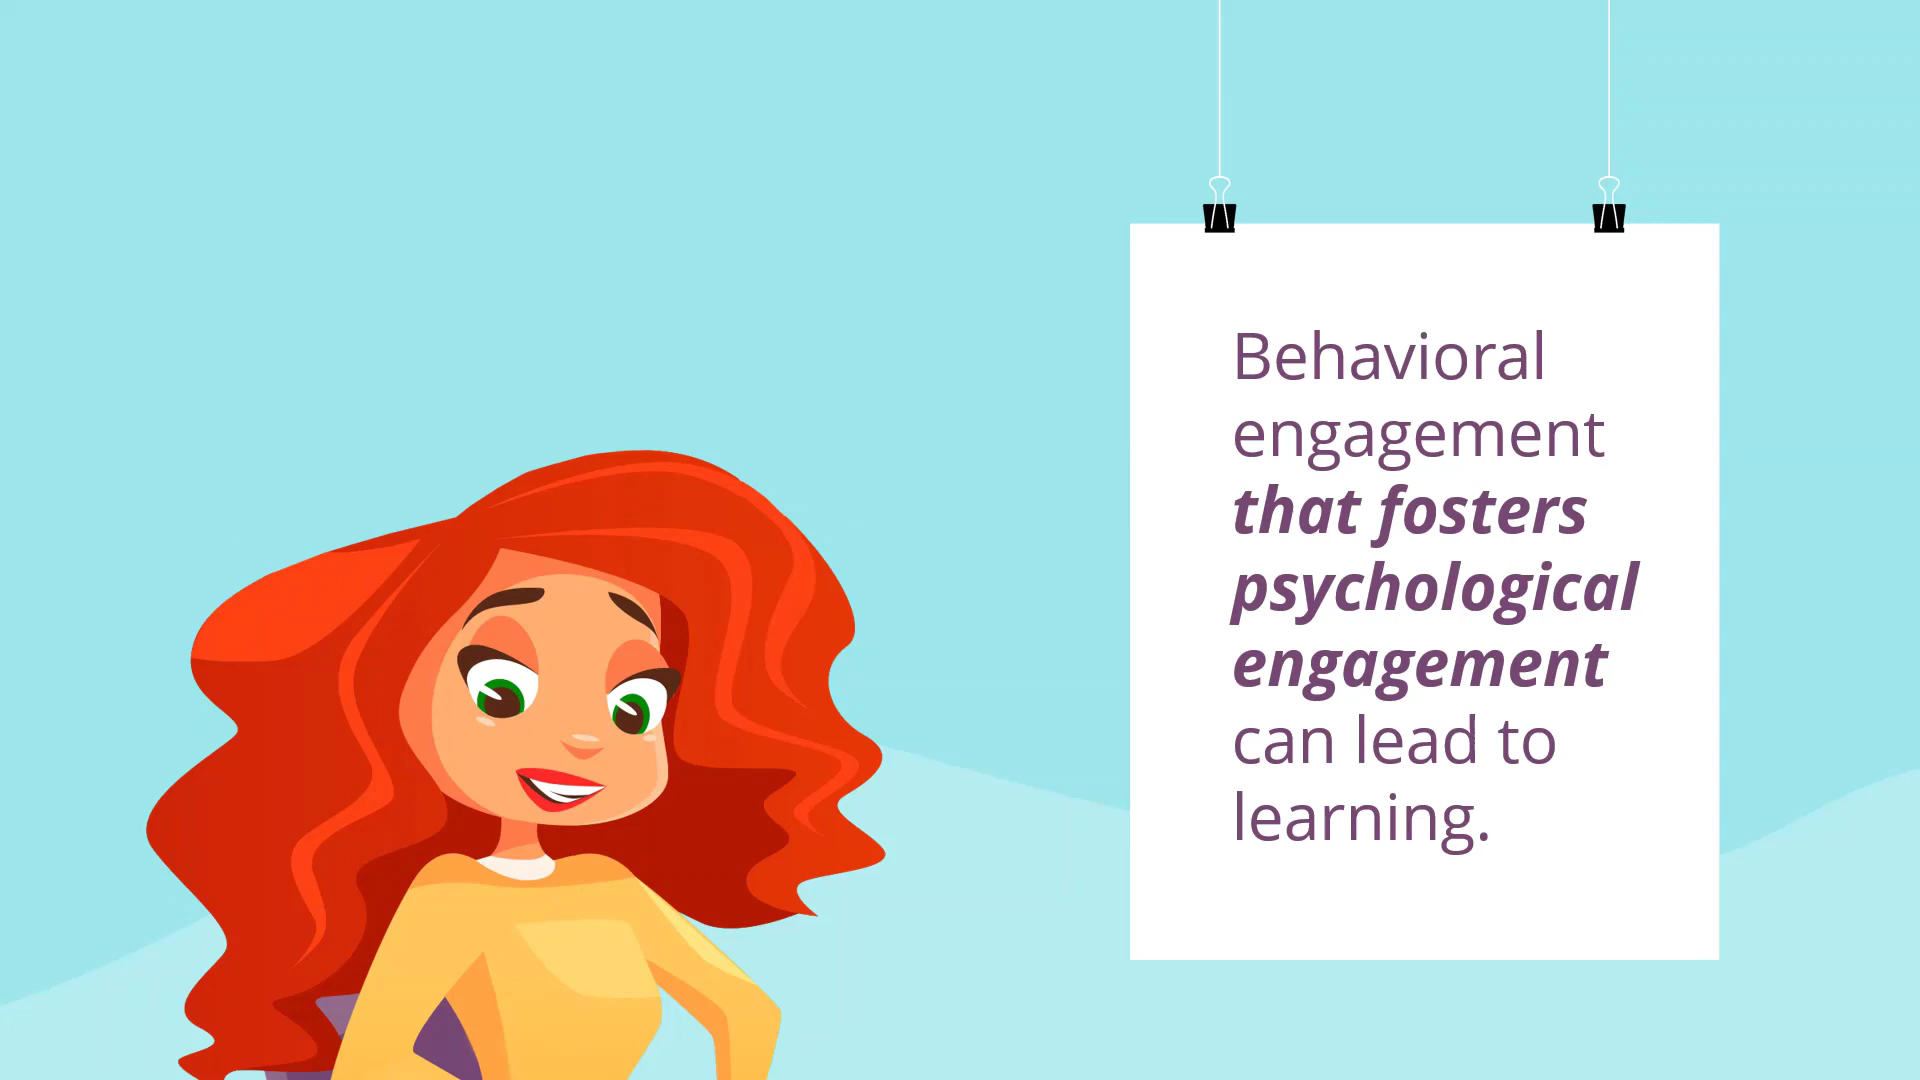 Behavioral
engagement
that fosters
psychological
engagement
can lead to
learning.